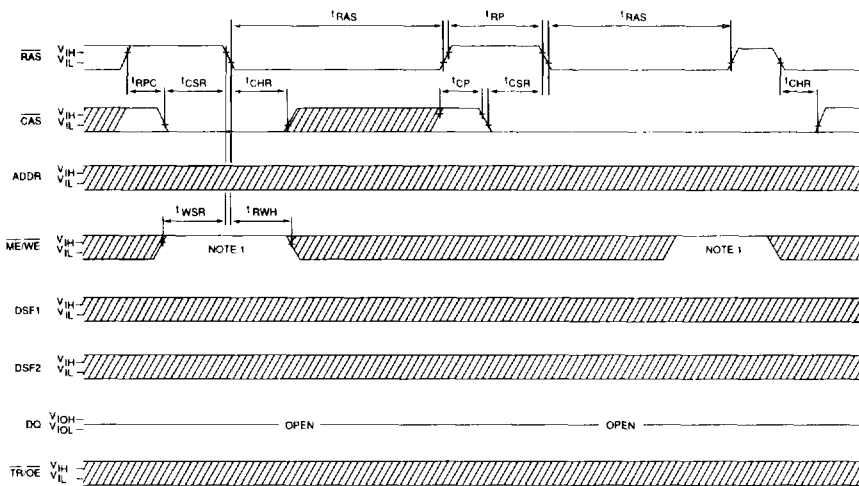 tRAS tRP tRAS
RAS VIH VIL
tRPC tCSR tCHR tCP tCSR tCHR
CAS VIH VIL
ADDR VIH VIL
tWSR tRWH
ME/WE VIH VIL NOTE 1 NOTE 1
DSF1 VIH VIL
DSF2 VIH VIL
DQ VIOH VIOL OPEN OPEN
TR/OE VIH VIL